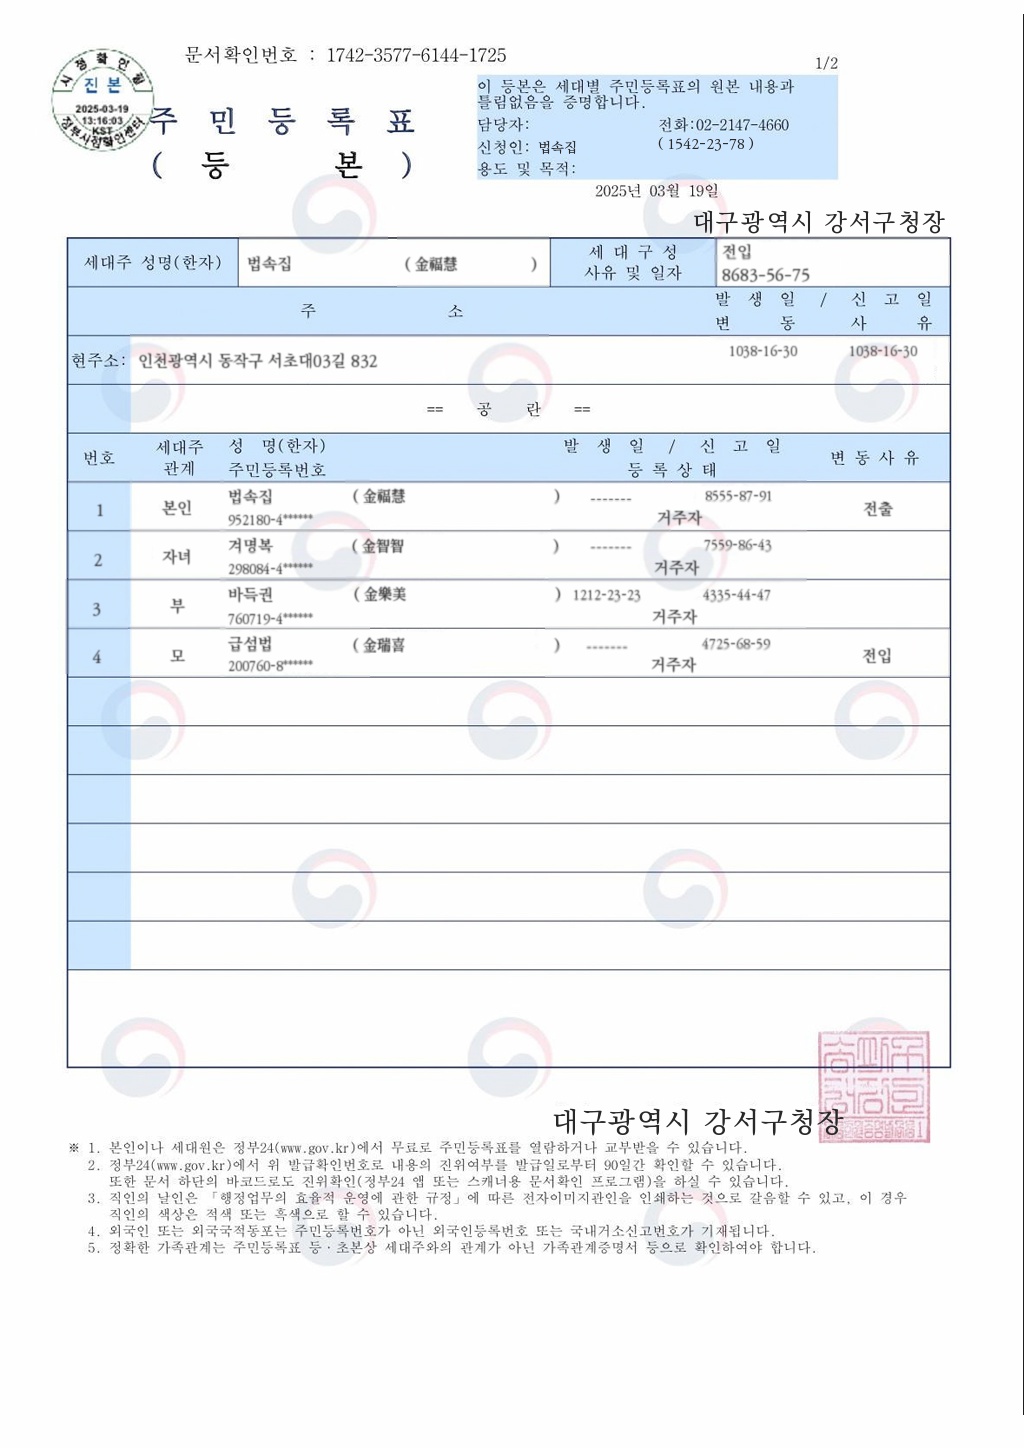 문서확인번호 : 1742-3577-6144-1725
1/2
시점확인필
진본
2025-03-19
13:16:03
KST
정부시점확인센터
주 민 등 록 표
( 등 본 )
이 등본은 세대별 주민등록표의 원본 내용과
틀림없음을 증명합니다.
담당자: 전화:02-2147-4660
신청인: 법속집 ( 1542-23-78 )
용도 및 목적:
2025년 03월 19일
대구광역시 강서구청장
세대주 성명(한자) 법속집 ( 金福慧 ) 세 대 구 성 사유 및 일자 전입 8683-56-75
주 소 발 생 일 / 신 고 일
변 동 사 유
현주소: 인천광역시 동작구 서초대03길 832 1038-16-30 1038-16-30
== 공 란 ==
번호 세대주 관계 성 명(한자) 주민등록번호 발 생 일 / 신 고 일 등 록 상 태 변 동 사 유
1 본인 법속집 ( 金福慧 ) ------- 8555-87-91 전출
952180-4****** 거주자
2 자녀 겨명복 ( 金智智 ) ------- 7559-86-43
298084-4****** 거주자
3 부 바득권 ( 金樂美 ) 1212-23-23 4335-44-47
760719-4****** 거주자
4 모 급섬법 ( 金瑞喜 ) ------- 4725-68-59 전입
200760-8****** 거주자
대구광역시 강서구청장
※ 1. 본인이나 세대원은 정부24(www.gov.kr)에서 무료로 주민등록표를 열람하거나 교부받을 수 있습니다.
2. 정부24(www.gov.kr)에서 위 발급확인번호로 내용의 진위여부를 발급일로부터 90일간 확인할 수 있습니다.
또한 문서 하단의 바코드로도 진위확인(정부24 앱 또는 스캐너용 문서확인 프로그램)을 하실 수 있습니다.
3. 직인의 날인은 「행정업무의 효율적 운영에 관한 규정」에 따른 전자이미지관인을 인쇄하는 것으로 갈음할 수 있고, 이 경우
직인의 색상은 적색 또는 흑색으로 할 수 있습니다.
4. 외국인 또는 외국국적동포는 주민등록번호가 아닌 외국인등록번호 또는 국내거소신고번호가 기재됩니다.
5. 정확한 가족관계는 주민등록표 등·초본상 세대주와의 관계가 아닌 가족관계증명서 등으로 확인하여야 합니다.